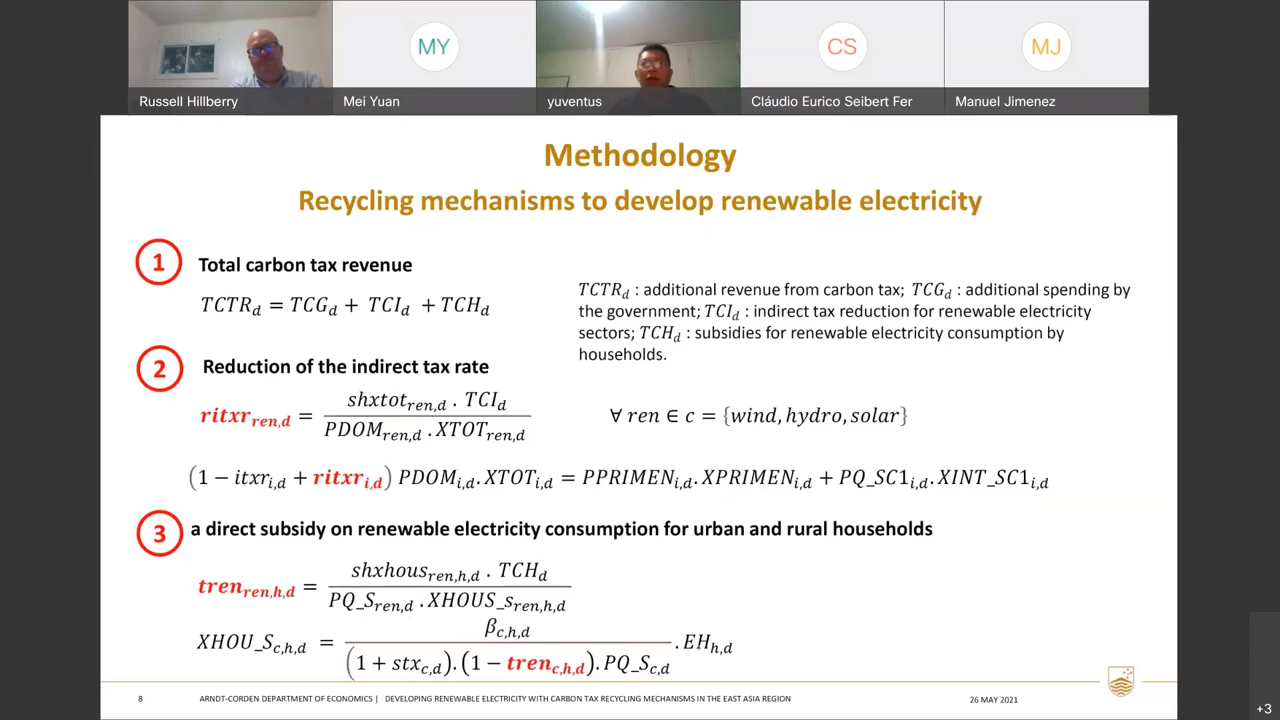 Russell Hillberry
MY
Mei Yuan
yuventus
CS
Cláudio Eurico Seibert Fer
MJ
Manuel Jimenez
Methodology
Recycling mechanisms to develop renewable electricity
1 Total carbon tax revenue
TCTR_d = TCG_d + TCI_d + TCH_d
TCTR_d : additional revenue from carbon tax; TCG_d : additional spending by
the government; TCI_d : indirect tax reduction for renewable electricity
sectors; TCH_d : subsidies for renewable electricity consumption by
households.
2 Reduction of the indirect tax rate
ritxr_ren,d = shxtot_ren,d . TCI_d / PDOM_ren,d . XTOT_ren,d
∀ ren ∈ c = {wind, hydro, solar}
(1 − itxr_i,d + ritxr_i,d) PDOM_i,d. XTOT_i,d = PPRIMEN_i,d. XPRIMEN_i,d + PQ_SC1_i,d. XINT_SC1_i,d
3 a direct subsidy on renewable electricity consumption for urban and rural households
tren_ren,h,d = shxhous_ren,h,d . TCH_d / PQ_S_ren,d . XHOUS_s_ren,h,d
XHOU_S_c,h,d = β_c,h,d / (1 + stx_c,d). (1 − tren_c,h,d). PQ_S_c,d . EH_h,d
8 ARNDT-CORDEN DEPARTMENT OF ECONOMICS | DEVELOPING RENEWABLE ELECTRICITY WITH CARBON TAX RECYCLING MECHANISMS IN THE EAST ASIA REGION 26 MAY 2021
+3